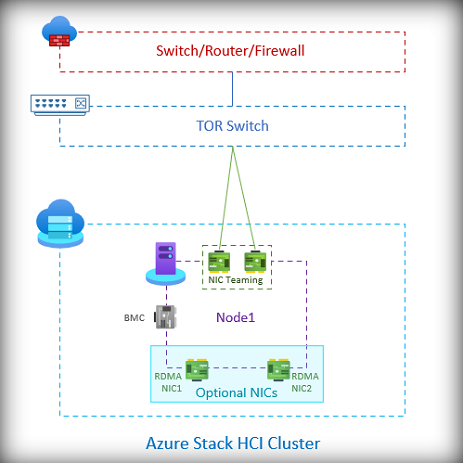 Switch/Router/Firewall
TOR Switch
NIC Teaming
BMC
Node1
RDMA
NIC1
RDMA
NIC2
Optional NICs
Azure Stack HCI Cluster